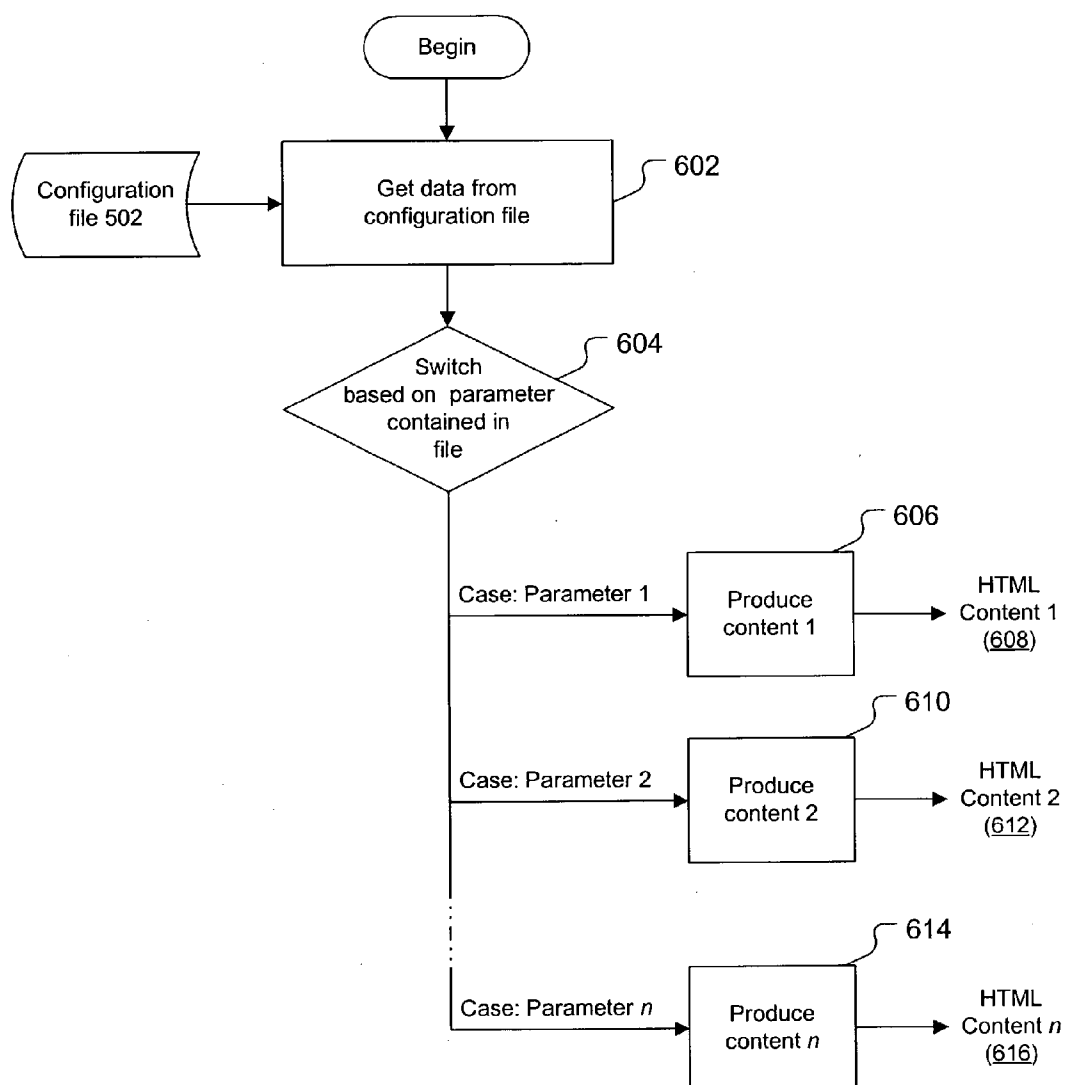 Begin
Configuration
file 502
Get data from
configuration file
602
Switch
based on parameter
contained in
file
604
Case: Parameter 1
Produce
content 1
606
HTML
Content 1
(608)
Case: Parameter 2
Produce
content 2
610
HTML
Content 2
(612)
Case: Parameter n
Produce
content n
614
HTML
Content n
(616)